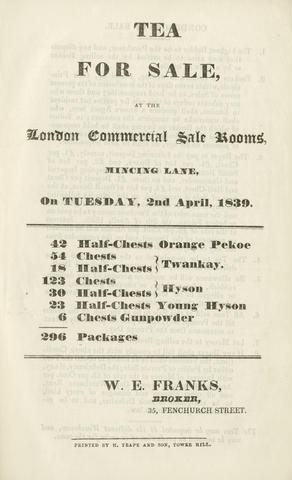 TEA
FOR SALE,
AT THE
London Commercial Sale Rooms,
MINCING LANE,
On TUESDAY, 2nd April, 1839.
42 Half-Chests Orange Pekoe
54 Chests
18 Half-Chests } Twankay.
123 Chests
30 Half-Chests } Hyson
23 Half-Chests Young Hyson
6 Chests Gunpowder
296 Packages
W. E. FRANKS,
BROKER,
35, FENCHURCH STREET.
PRINTED BY H. TEAPE AND SON, TOWER HILL.